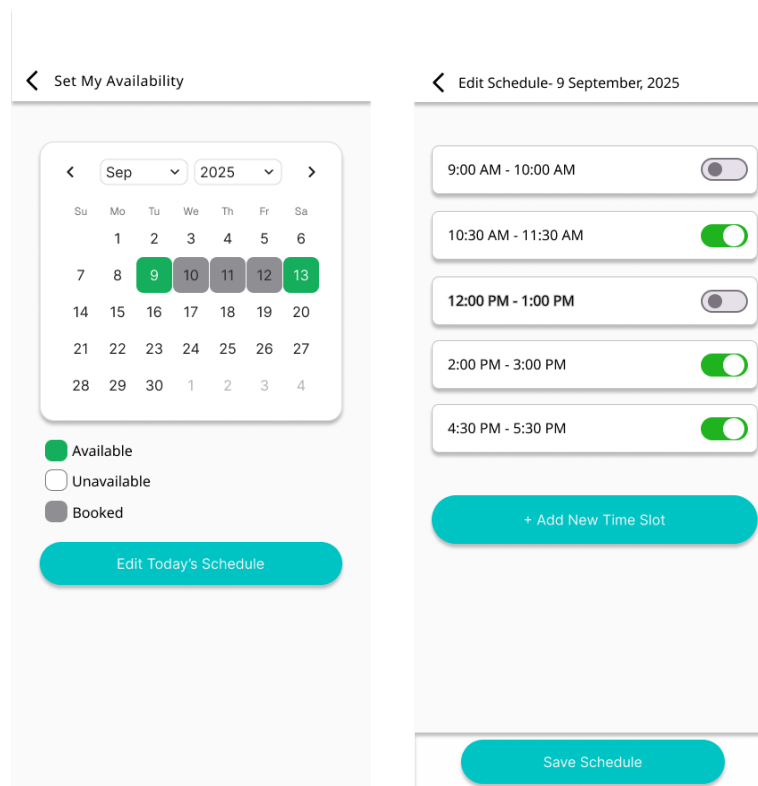 Set My Availability
Sep 2025
Su Mo Tu We Th Fr Sa
1 2 3 4 5 6
7 8 9 10 11 12 13
14 15 16 17 18 19 20
21 22 23 24 25 26 27
28 29 30 1 2 3 4
Available
Unavailable
Booked
Edit Today's Schedule
Edit Schedule- 9 September, 2025
9:00 AM - 10:00 AM
10:30 AM - 11:30 AM
12:00 PM - 1:00 PM
2:00 PM - 3:00 PM
4:30 PM - 5:30 PM
+ Add New Time Slot
Save Schedule